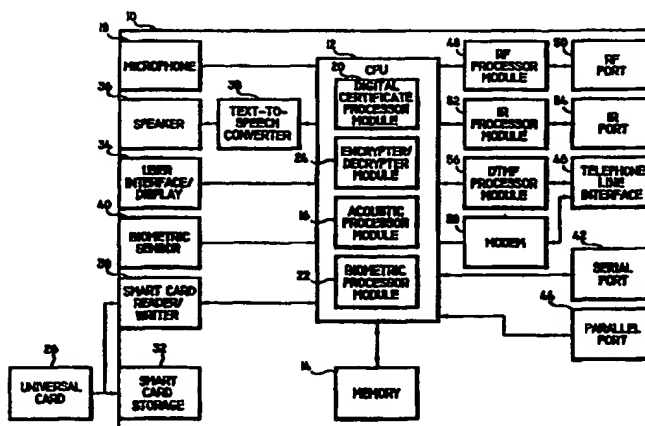 10
18
MICROPHONE
36
SPEAKER
38
TEXT-TO-
SPEECH
CONVERTER
34
USER
INTERFACE/
DISPLAY
40
BIOMETRIC
SENSOR
SMART CARD
READER/
WRITER
26
UNIVERSAL
CARD
32
SMART
CARD
STORAGE
12
CPU
20
DIGITAL
CERTIFICATE
PROCESSOR
MODULE
24
ENCRYPTER/
DECRYPTER
MODULE
16
ACOUSTIC
PROCESSOR
MODULE
22
BIOMETRIC
PROCESSOR
MODULE
14
MEMORY
48
RF
PROCESSOR
MODULE
50
RF
PORT
52
IR
PROCESSOR
MODULE
54
IR
PORT
56
DTMF
PROCESSOR
MODULE
46
TELEPHONE
LINE
INTERFACE
MODEM
42
SERIAL
PORT
PARALLEL
PORT